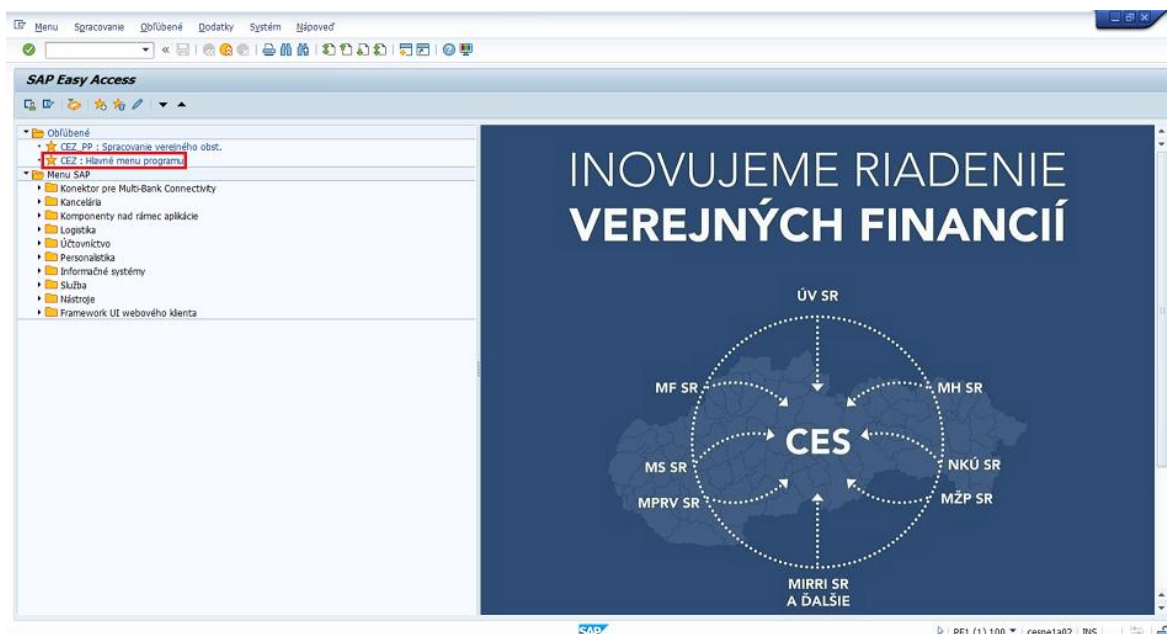 Menu Spracovanie Obľúbené Dodatky Systém Nápoveď
SAP Easy Access
Obľúbené
CEZ_PP : Spracovanie verejného obst.
CEZ : Hlavné menu programu
Menu SAP
Konektor pre Multi-Bank Connectivity
Kancelária
Komponenty nad rámec aplikácie
Logistika
Účtovníctvo
Personalistika
Informačné systémy
Služba
Nástroje
Framework UI webového klienta
INOVUJEME RIADENIE
VEREJNÝCH FINANCIÍ
ÚV SR
MF SR
MH SR
CES
MS SR
NKÚ SR
MPRV SR
MŽP SR
MIRRI SR
A ĎALŠIE
SAP
PE1 (1) 100 cespe1a02 INS